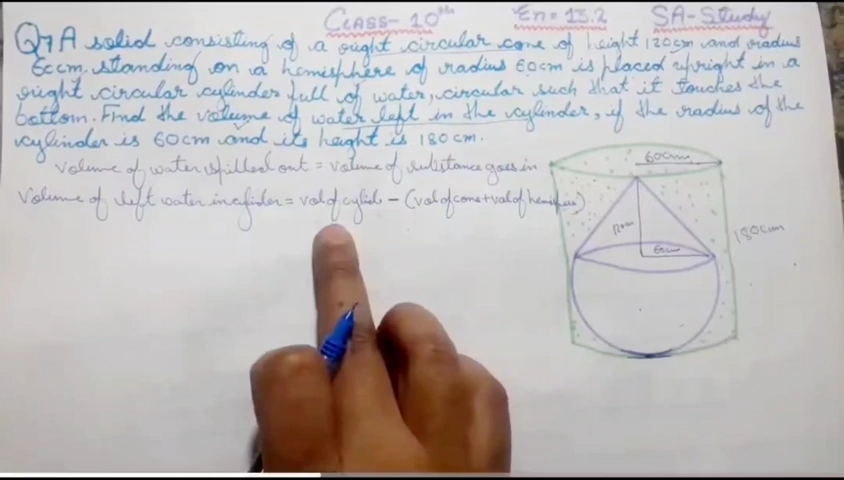 CLASS-10th Ex=13.2 SA-Study
Q7 A solid consisting of a right circular cone of height 120cm and radius
60cm. standing on a hemisphere of radius 60cm is placed upright in a
right circular cylinder full of water, circular such that it touches the
bottom. Find the volume of water left in the cylinder, if the radius of the
cylinder is 60cm and its height is 180cm.
volume of water spilled out = volume of substance goes in
Volume of left water in = vol of - (vol of cone + vol of hemisphere)
60cm
120cm
60cm
180cm